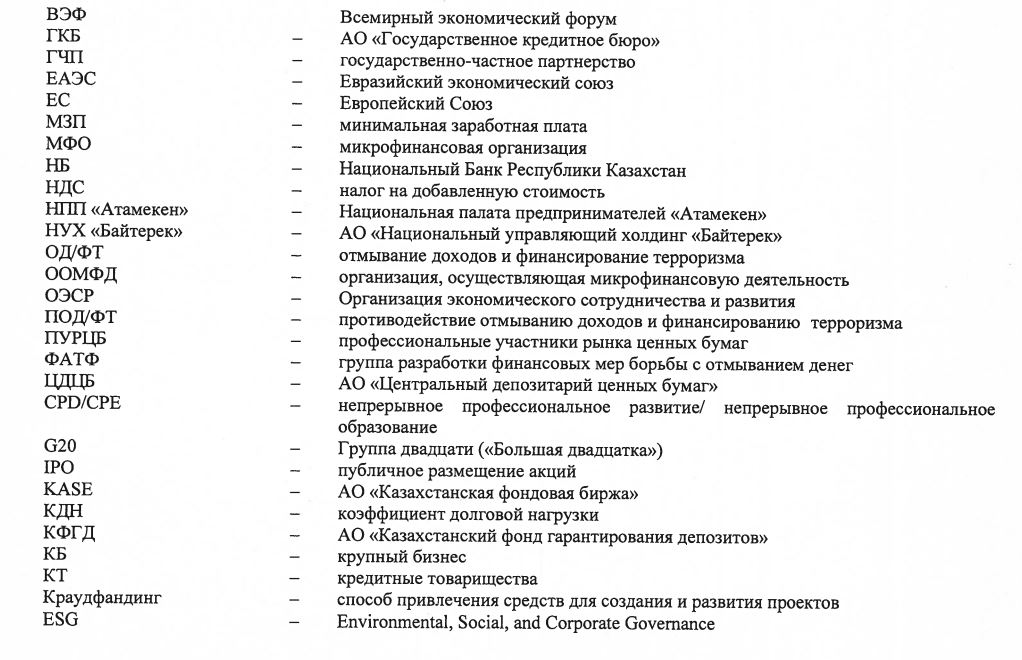 ВЭФ Всемирный экономический форум
ГКБ – АО «Государственное кредитное бюро»
ГЧП – государственно-частное партнерство
ЕАЭС – Евразийский экономический союз
ЕС – Европейский Союз
МЗП – минимальная заработная плата
МФО – микрофинансовая организация
НБ – Национальный Банк Республики Казахстан
НДС – налог на добавленную стоимость
НПП «Атамекен» – Национальная палата предпринимателей «Атамекен»
НУХ «Байтерек» – АО «Национальный управляющий холдинг «Байтерек»
ОД/ФТ – отмывание доходов и финансирование терроризма
ООМФД – организация, осуществляющая микрофинансовую деятельность
ОЭСР – Организация экономического сотрудничества и развития
ПОД/ФТ – противодействие отмыванию доходов и финансированию терроризма
ПУРЦБ – профессиональные участники рынка ценных бумаг
ФАТФ – группа разработки финансовых мер борьбы с отмыванием денег
ЦДЦБ – АО «Центральный депозитарий ценных бумаг»
CPD/CPE – непрерывное профессиональное развитие/ непрерывное профессиональное
образование
G20 – Группа двадцати («Большая двадцатка»)
IPO – публичное размещение акций
KASE – АО «Казахстанская фондовая биржа»
КДН – коэффициент долговой нагрузки
КФГД – АО «Казахстанский фонд гарантирования депозитов»
КБ – крупный бизнес
КТ – кредитные товарищества
Краудфандинг – способ привлечения средств для создания и развития проектов
ESG – Environmental, Social, and Corporate Governance